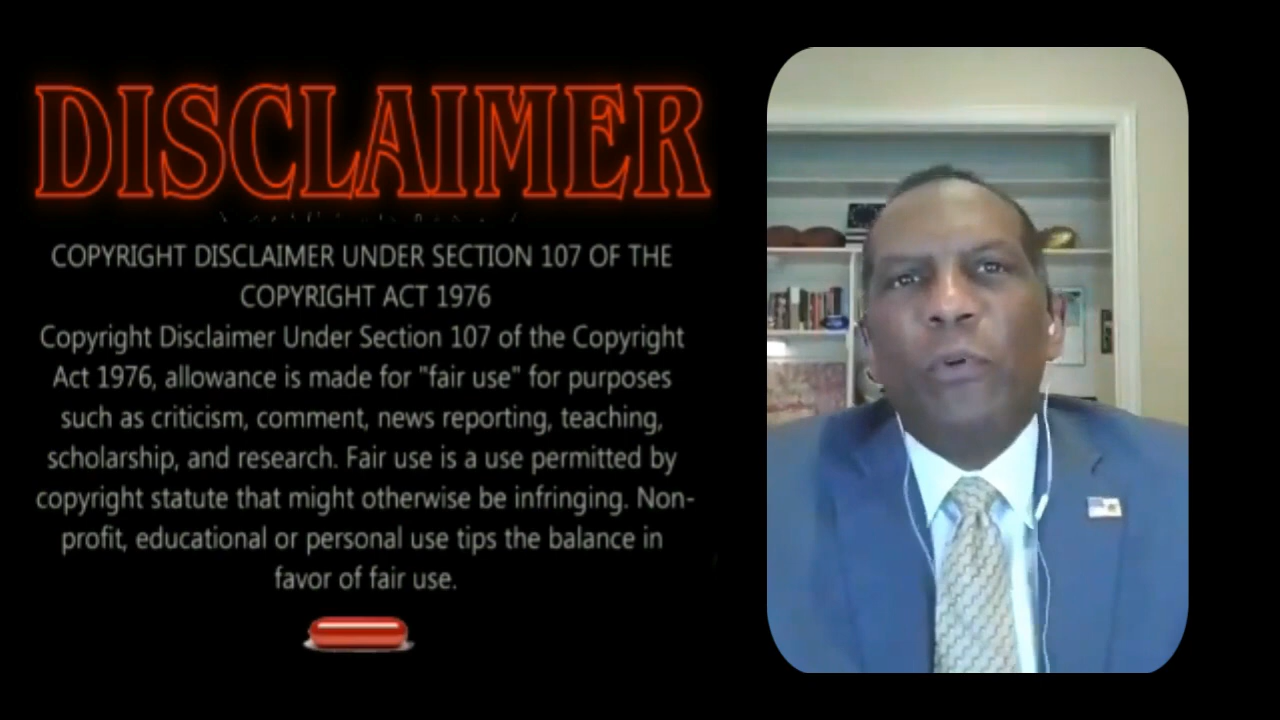 DISCLAIMER
COPYRIGHT DISCLAIMER UNDER SECTION 107 OF THE
COPYRIGHT ACT 1976
Copyright Disclaimer Under Section 107 of the Copyright
Act 1976, allowance is made for "fair use" for purposes
such as criticism, comment, news reporting, teaching,
scholarship, and research. Fair use is a use permitted by
copyright statute that might otherwise be infringing. Non-
profit, educational or personal use tips the balance in
favor of fair use.